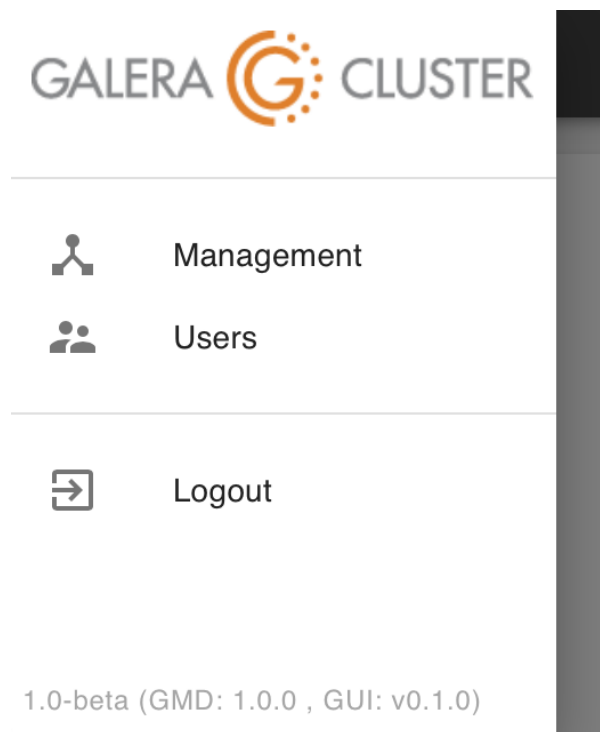 GALERA G CLUSTER
Management
Users
Logout
1.0-beta (GMD: 1.0.0 , GUI: v0.1.0)